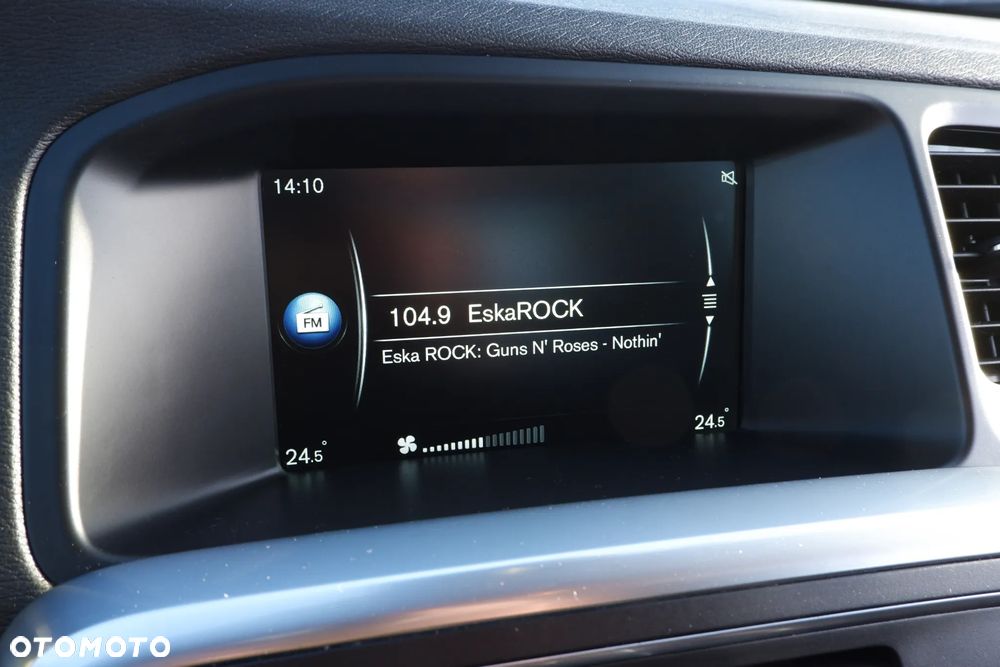 14:10
FM
104.9 EskaROCK
Eska ROCK: Guns N' Roses - Nothin'
24.5°
24.5°
OTOMOTO